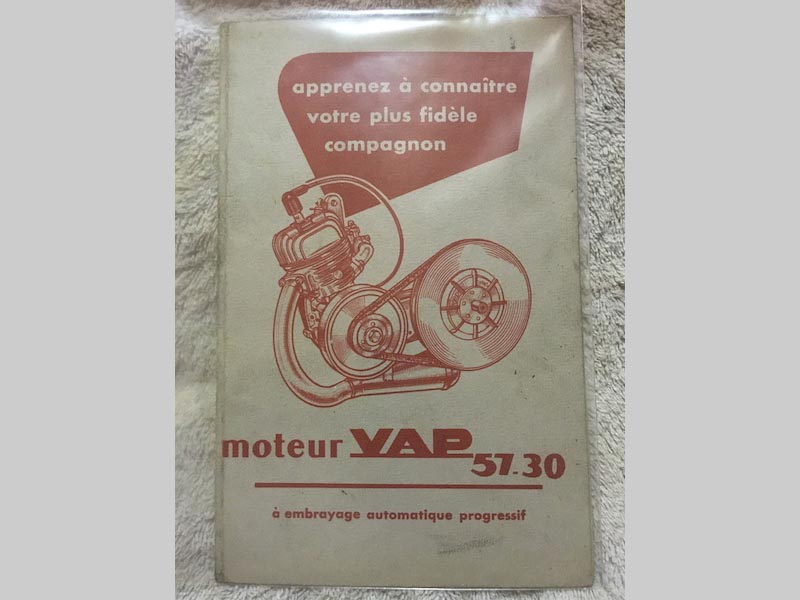 apprenez à connaître
votre plus fidèle
compagnon
moteur VAP 57-30
à embrayage automatique progressif